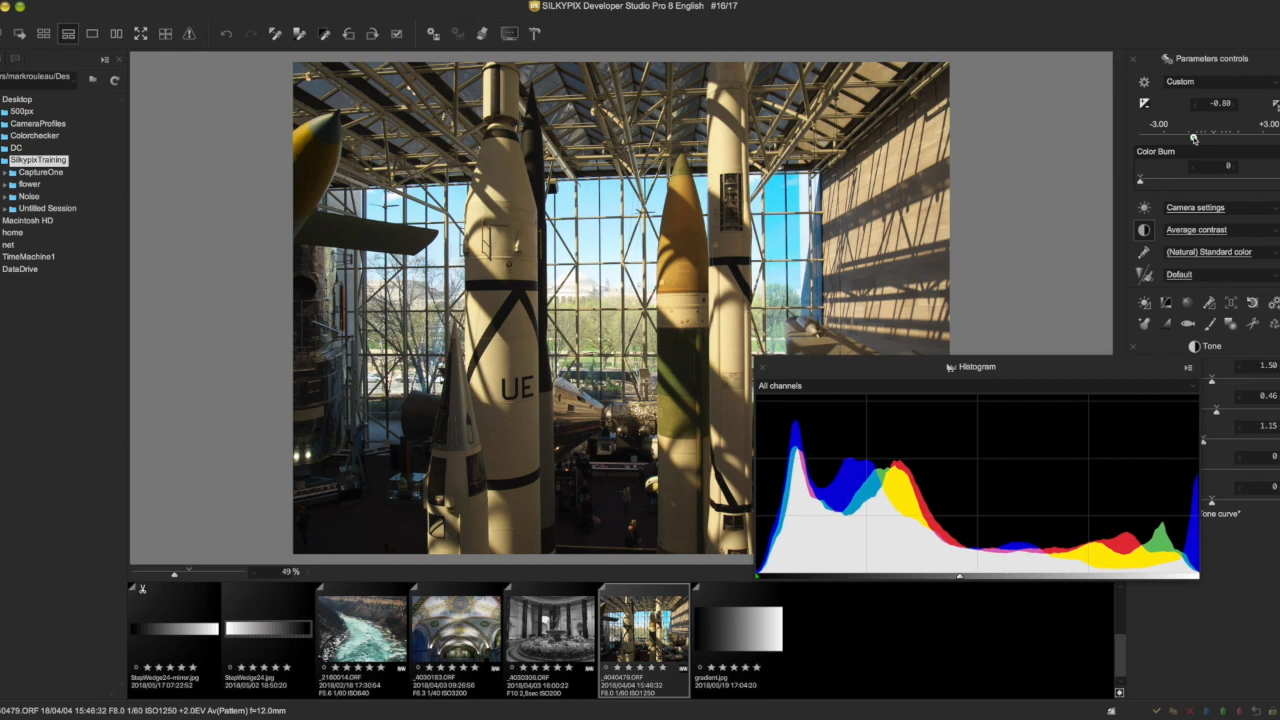 SILKYPIX Developer Studio Pro 8 English #16/17
rs/markrouleau/Des
Desktop
500px
CameraProfiles
Colorchecker
DC
SilkypixTraining
CaptureOne
flower
Noise
Untitled Session
Macintosh HD
home
net
TimeMachine1
DataDrive
UE
Parameters controls
Custom
-0.80
-3.00 +3.00
Color Burn
0
Camera settings
Average contrast
(Natural) Standard color
Default
Tone
1.50
0.46
1.15
0
0
Tone curve"
Histogram
All channels
49 %
StepWedge24-mirror.jpg
2018/05/17 07:22:52
StepWedge24.jpg
2018/05/02 18:50:20
_2180014.ORF
2018/02/18 17:30:54
F5.6 1/60 ISO640
_4030183.ORF
2018/04/03 09:26:56
F8.3 1/40 ISO3200
_4030306.ORF
2018/04/03 16:00:22
F10 2,5sec ISO200
_4040479.ORF
2018/04/04 15:46:32
F8.0 1/60 ISO1250
gradient.jpg
2018/05/19 17:04:20
40479.ORF 18/04/04 15:46:32 F8.0 1/60 ISO1250 +2.0EV Av(Pattern) f=12.0mm